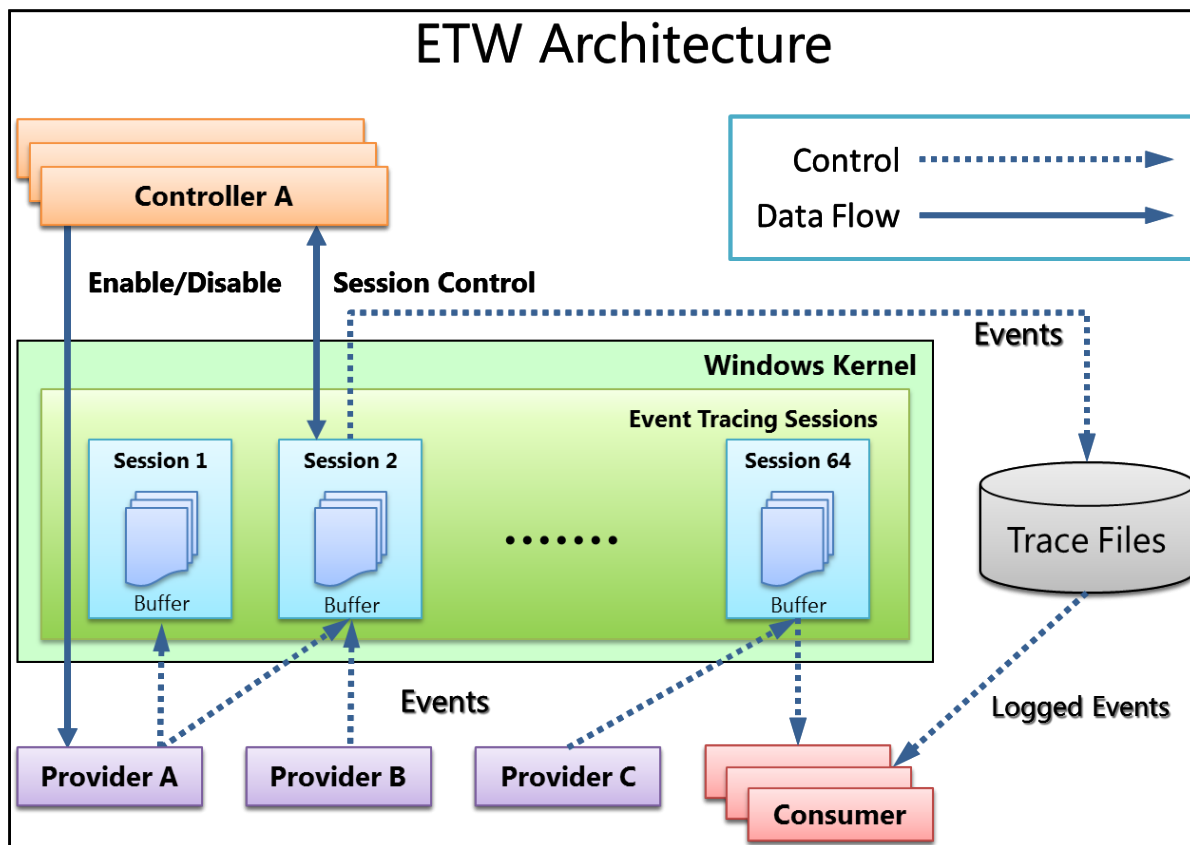 ETW Architecture
Control
Data Flow
Controller A
Enable/Disable
Session Control
Events
Windows Kernel
Event Tracing Sessions
Session 1
Session 2
Session 64
.......
Buffer
Buffer
Buffer
Trace Files
Events
Logged Events
Provider A
Provider B
Provider C
Consumer